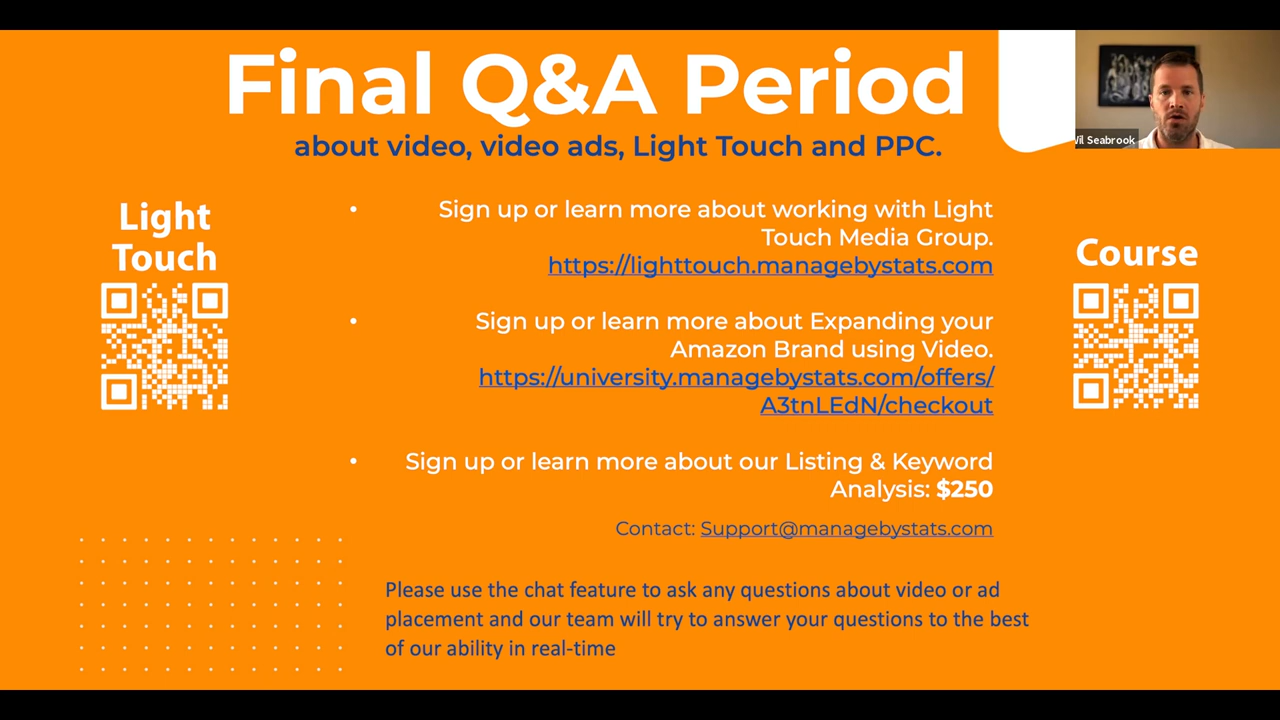 Final Q&A Period
about video, video ads, Light Touch and PPC.
Wil Seabrook
Light
Touch
• Sign up or learn more about working with Light
Touch Media Group.
https://lighttouch.managebystats.com
• Sign up or learn more about Expanding your
Amazon Brand using Video.
https://university.managebystats.com/offers/
A3tnLEdN/checkout
• Sign up or learn more about our Listing & Keyword
Analysis: $250
Contact: Support@managebystats.com
Course
Please use the chat feature to ask any questions about video or ad
placement and our team will try to answer your questions to the best
of our ability in real-time